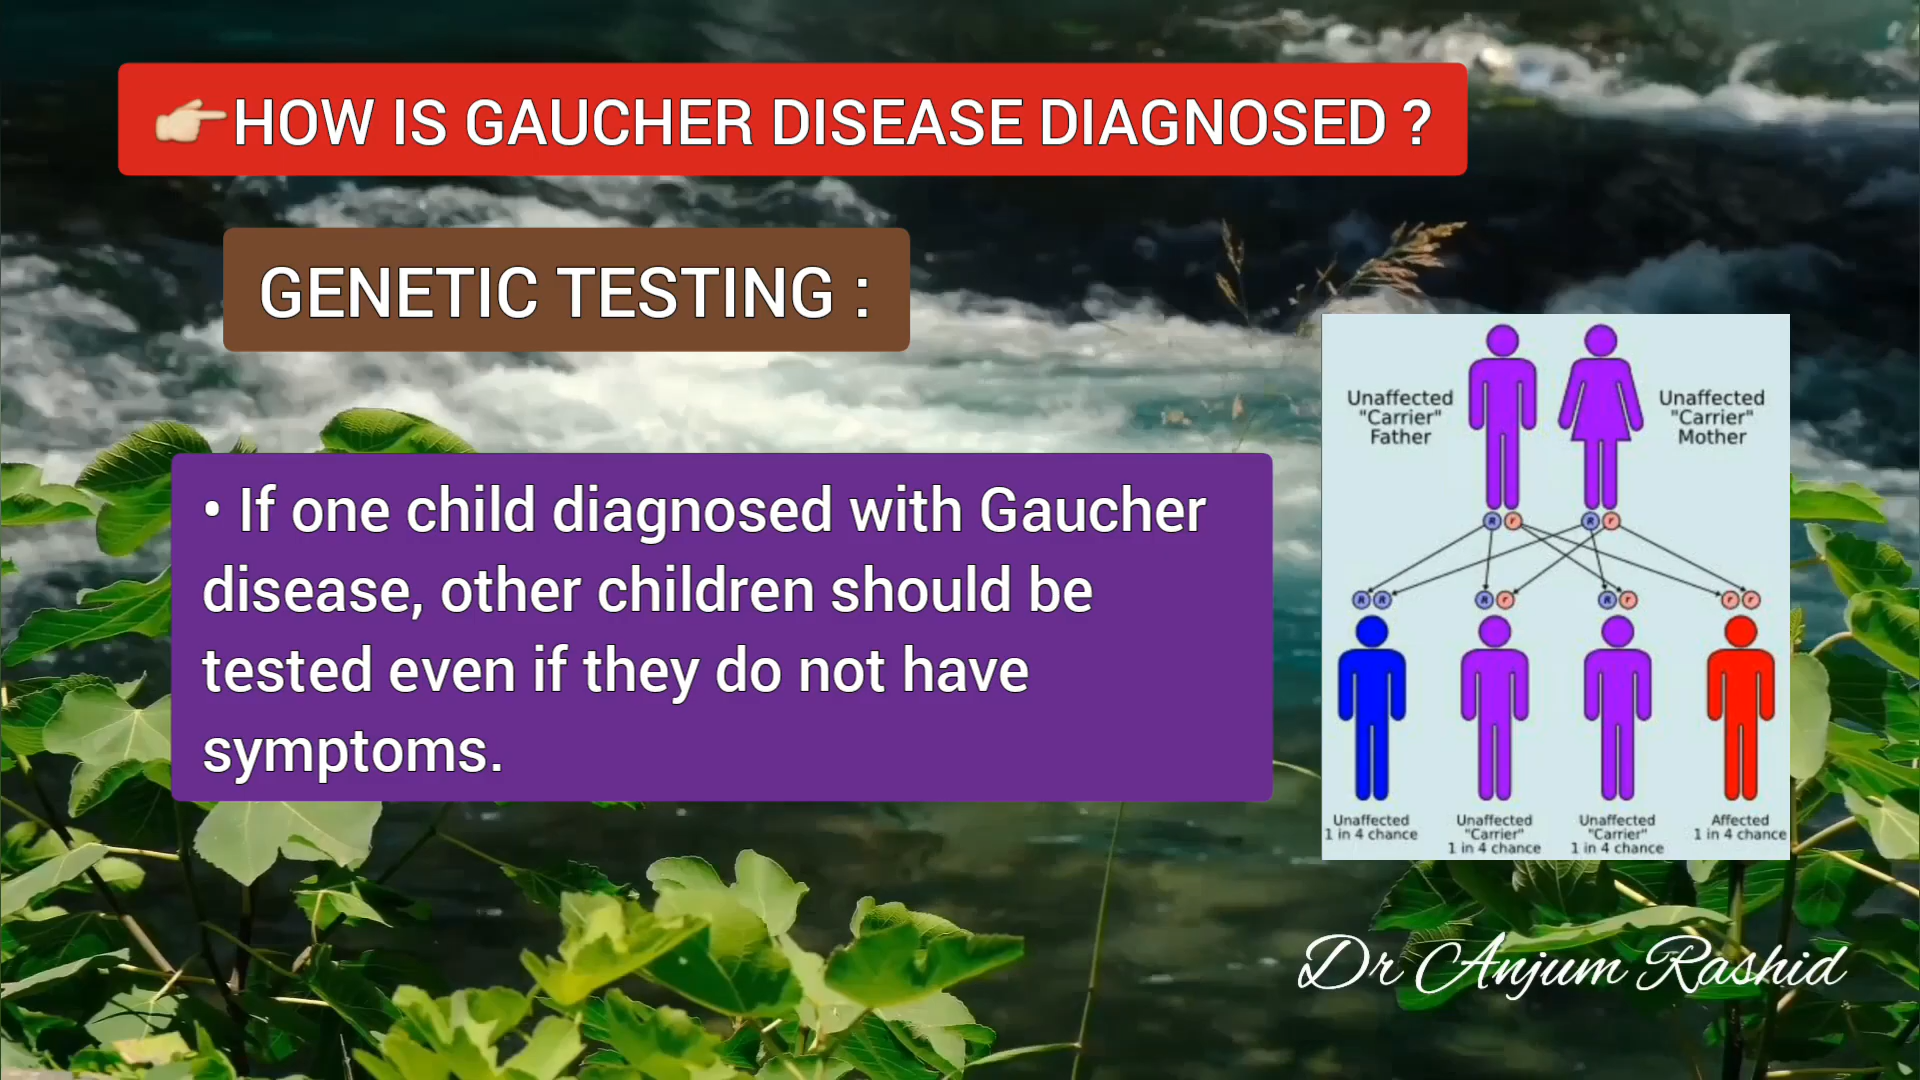 👉HOW IS GAUCHER DISEASE DIAGNOSED ?
GENETIC TESTING :
• If one child diagnosed with Gaucher
disease, other children should be
tested even if they do not have
symptoms.
Unaffected
"Carrier"
Father
Unaffected
"Carrier"
Mother
R r R r
R R R r R r r r
Unaffected
1 in 4 chance
Unaffected
"Carrier"
1 in 4 chance
Unaffected
"Carrier"
1 in 4 chance
Affected
1 in 4 chance
Dr Anjum Rashid